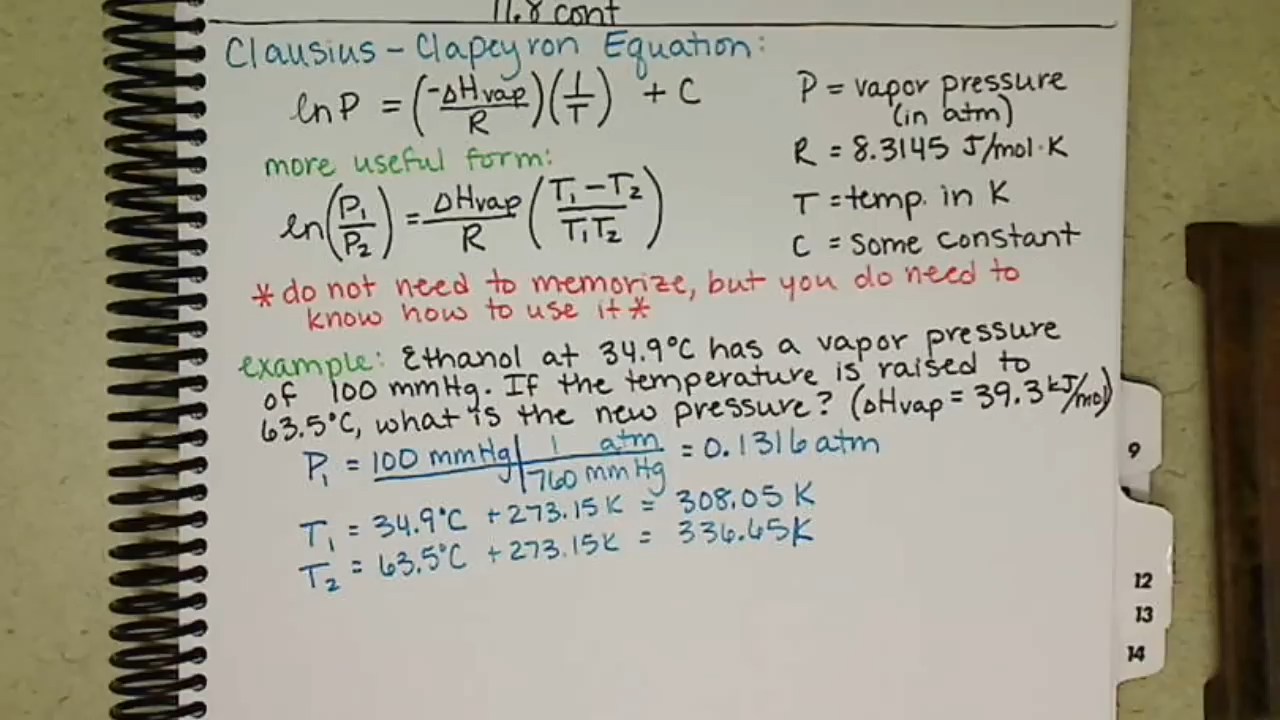 11.8 cont
Clausius - Clapeyron Equation:
ln P = (-ΔHvap/R)(1/T) + C
P = vapor pressure
(in atm)
R = 8.3145 J/mol·K
T = temp. in K
C = some constant
more useful form:
ln(P₁/P₂) = ΔHvap/R (T₁-T₂/T₁T₂)
*do not need to memorize, but you do need to
know how to use it*
example: Ethanol at 34.9°C has a vapor pressure
of 100 mmHg. If the temperature is raised to
63.5°C, what is the new pressure? (ΔHvap = 39.3 kJ/mol)
P₁ = 100 mmHg | 1 atm / 760 mmHg = 0.1316 atm
T₁ = 34.9°C + 273.15K = 308.05 K
T₂ = 63.5°C + 273.15K = 336.65K
9
12
13
14